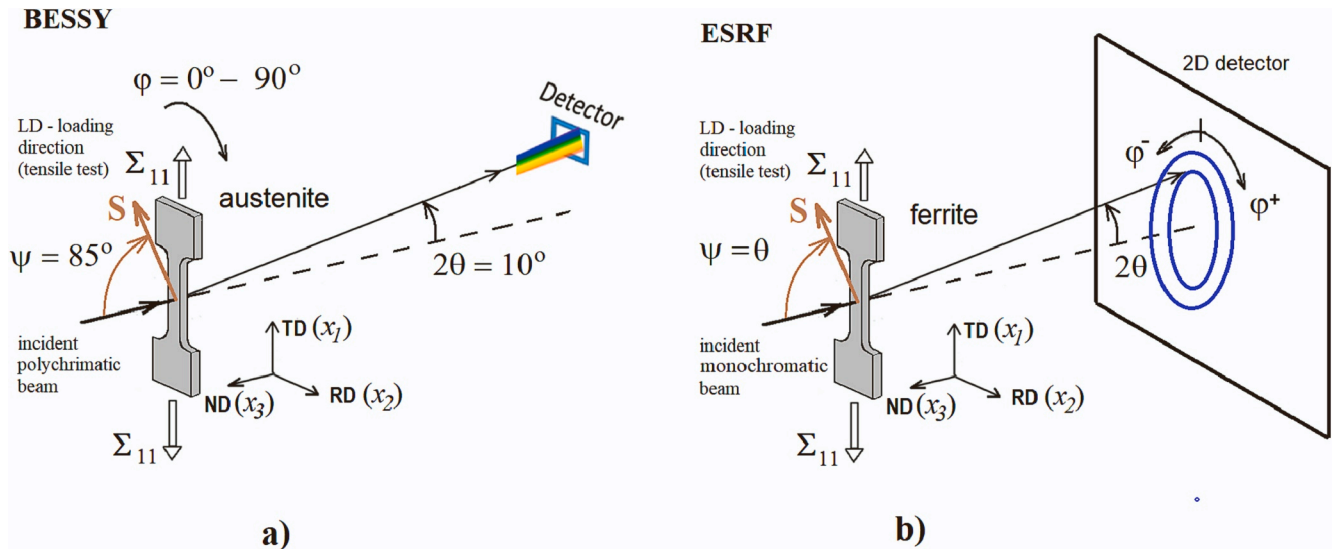 BESSY
φ = 0° – 90°
LD - loading
direction
(tensile test)
Σ11
S
austenite
Detector
ψ = 85°
2θ = 10°
incident
polychrimatic
beam
TD (x1)
ND (x3)
RD (x2)
Σ11
a)
ESRF
2D detector
LD - loading
direction
(tensile test)
Σ11
φ-
φ+
S
ferrite
ψ = θ
2θ
incident
monochromatic
beam
TD (x1)
ND (x3)
RD (x2)
Σ11
b)